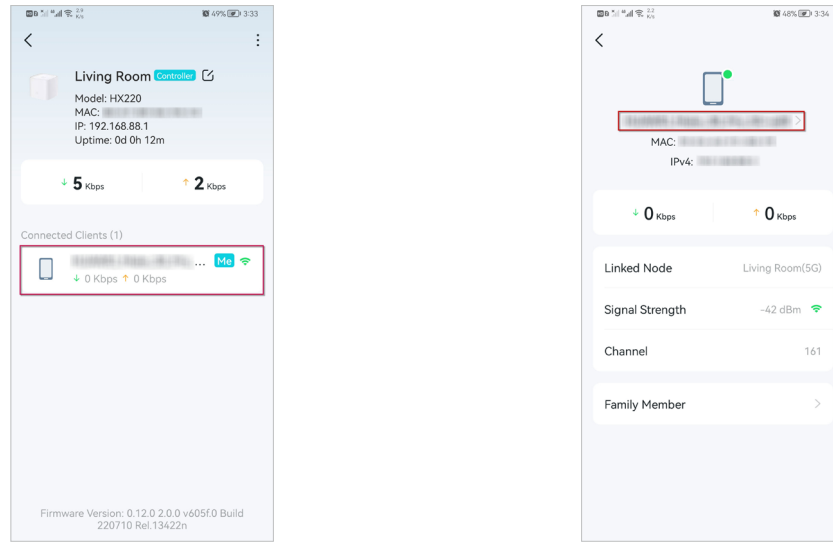 49% 3:33
Living Room Controller
Model: HX220
MAC:
IP: 192.168.88.1
Uptime: 0d 0h 12m
↓ 5 Kbps ↑ 2 Kbps
Connected Clients (1)
... Me
↓ 0 Kbps ↑ 0 Kbps
Firmware Version: 0.12.0 2.0.0 v605f.0 Build
220710 Rel.13422n
48% 3:34
MAC:
IPv4:
↓ 0 Kbps ↑ 0 Kbps
Linked Node Living Room(5G)
Signal Strength -42 dBm
Channel 161
Family Member